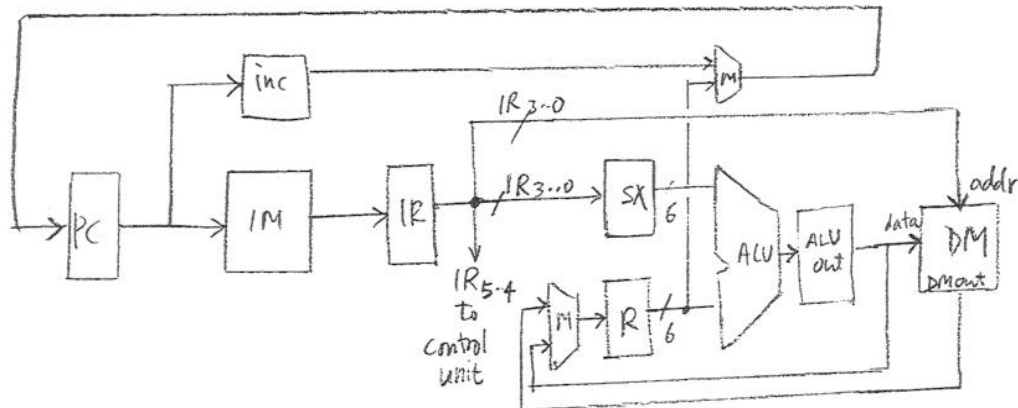 inc
M
IR3..0
PC
IM
IR
IR3..0
SX
6
ALU
ALU
out
data
addr
DM
DMout
IR5-4
to
control
unit
M
R
6